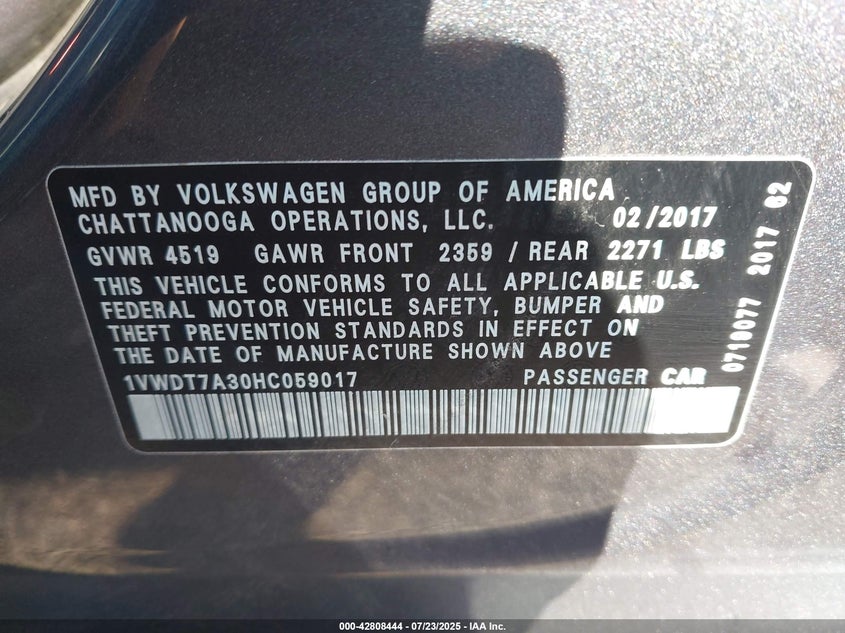 MFD BY VOLKSWAGEN GROUP OF AMERICA
CHATTANOOGA OPERATIONS, LLC. 02/2017
GVWR 4519 GAWR FRONT 2359 / REAR 2271 LBS
THIS VEHICLE CONFORMS TO ALL APPLICABLE U.S.
FEDERAL MOTOR VEHICLE SAFETY, BUMPER AND
THEFT PREVENTION STANDARDS IN EFFECT ON
THE DATE OF MANUFACTURE SHOWN ABOVE
1VWDT7A30HC059017 PASSENGER CAR
0718077 2017 62
000-42808444 - 07/23/2025 - IAA Inc.